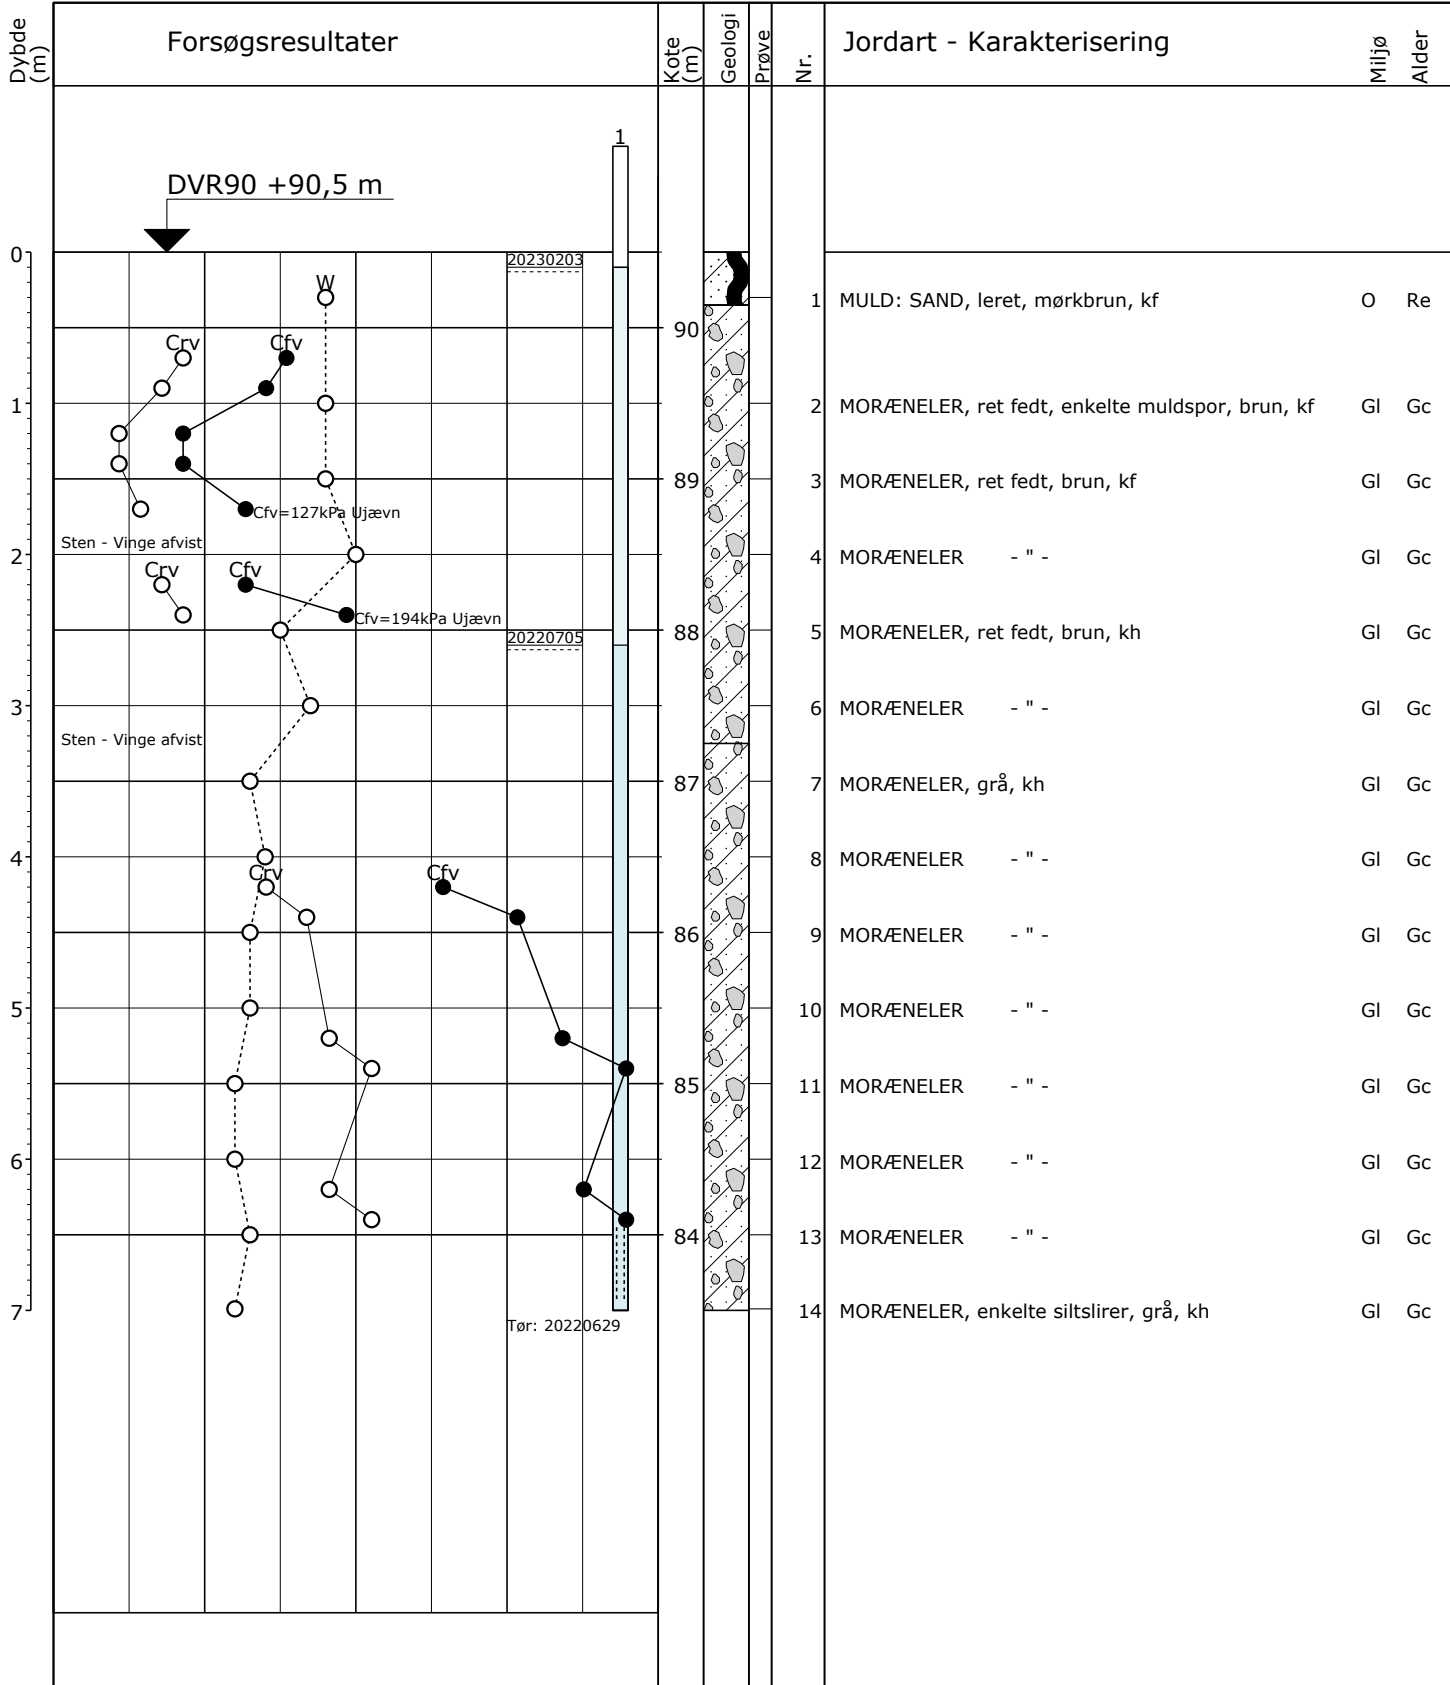 Dybde (m)
Forsøgsresultater
Kote (m)
Geologi
Prøve
Nr.
Jordart - Karakterisering
Miljø
Alder
1
DVR90 +90,5 m
0
20230203
W
1 MULD: SAND, leret, mørkbrun, kf O Re
90
Crv Cfv
1
2 MORÆNELER, ret fedt, enkelte muldspor, brun, kf Gl Gc
89
3 MORÆNELER, ret fedt, brun, kf Gl Gc
Cfv=127kPa Ujævn
Sten - Vinge afvist
2
4 MORÆNELER - " - Gl Gc
Crv Cfv
Cfv=194kPa Ujævn
88
5 MORÆNELER, ret fedt, brun, kh Gl Gc
20220705
3
6 MORÆNELER - " - Gl Gc
Sten - Vinge afvist
87
7 MORÆNELER, grå, kh Gl Gc
4
8 MORÆNELER - " - Gl Gc
Crv Cfv
86
9 MORÆNELER - " - Gl Gc
5
10 MORÆNELER - " - Gl Gc
85
11 MORÆNELER - " - Gl Gc
6
12 MORÆNELER - " - Gl Gc
84
13 MORÆNELER - " - Gl Gc
7
14 MORÆNELER, enkelte siltslirer, grå, kh Gl Gc
Tør: 20220629